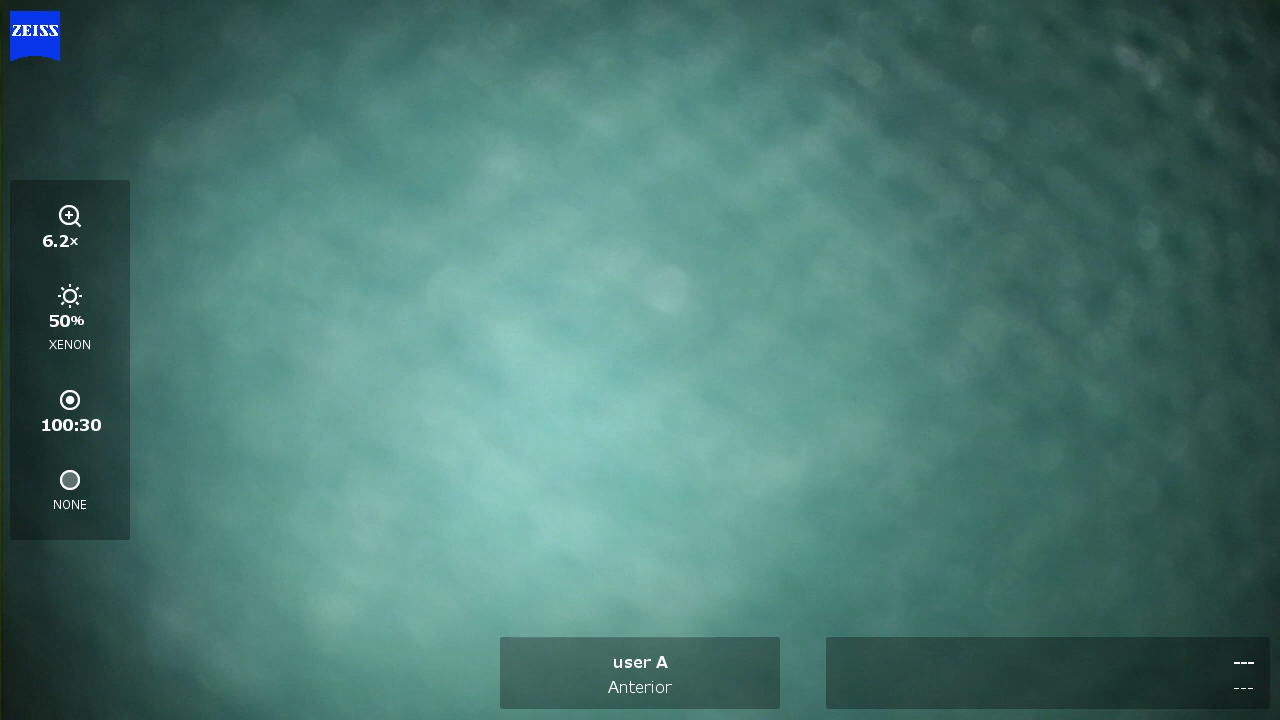 ZEISS
6.2×
50%
XENON
100:30
NONE
user A
Anterior
---
---